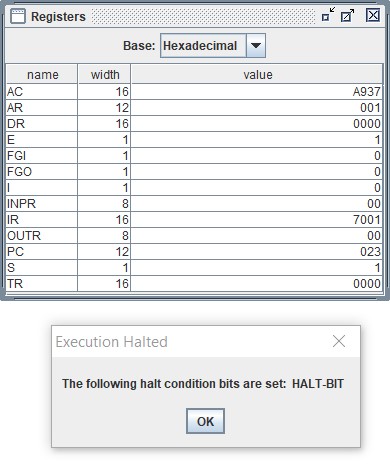 Registers
Base: Hexadecimal
name width value
AC 16 A937
AR 12 001
DR 16 0000
E 1 1
FGI 1 0
FGO 1 0
I 1 0
INPR 8 00
IR 16 7001
OUTR 8 00
PC 12 023
S 1 1
TR 16 0000
Execution Halted
The following halt condition bits are set: HALT-BIT
OK